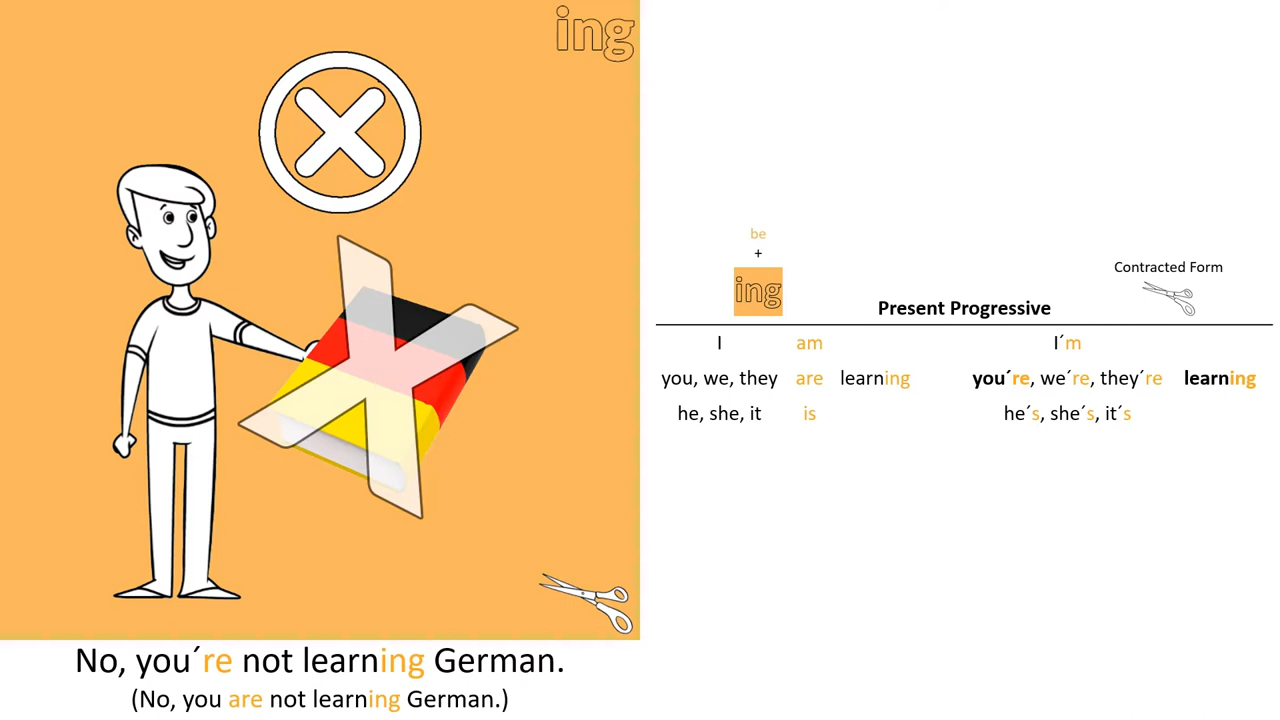 ing
No, you´re not learning German.
(No, you are not learning German.)
be
+
ing
Present Progressive
Contracted Form
I am I´m
you, we, they are learning you´re, we´re, they´re learning
he, she, it is he´s, she´s, it´s